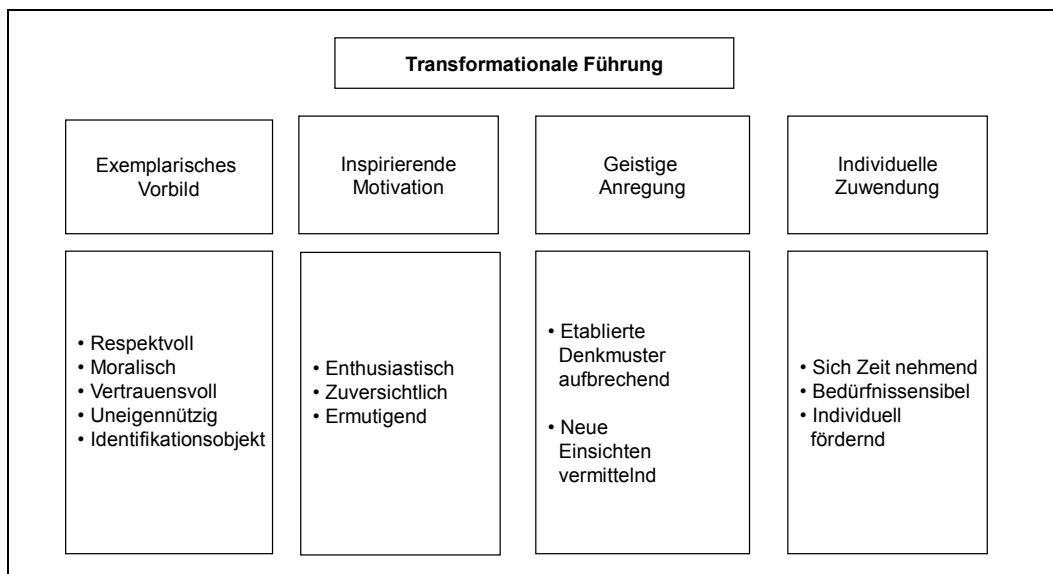 Transformationale Führung
Exemplarisches
Vorbild
Inspirierende
Motivation
Geistige
Anregung
Individuelle
Zuwendung
• Respektvoll
• Moralisch
• Vertrauensvoll
• Uneigennützig
• Identifikationsobjekt
• Enthusiastisch
• Zuversichtlich
• Ermutigend
• Etablierte
Denkmuster
aufbrechend
• Neue
Einsichten
vermittelnd
• Sich Zeit nehmend
• Bedürfnissensibel
• Individuell
fördernd